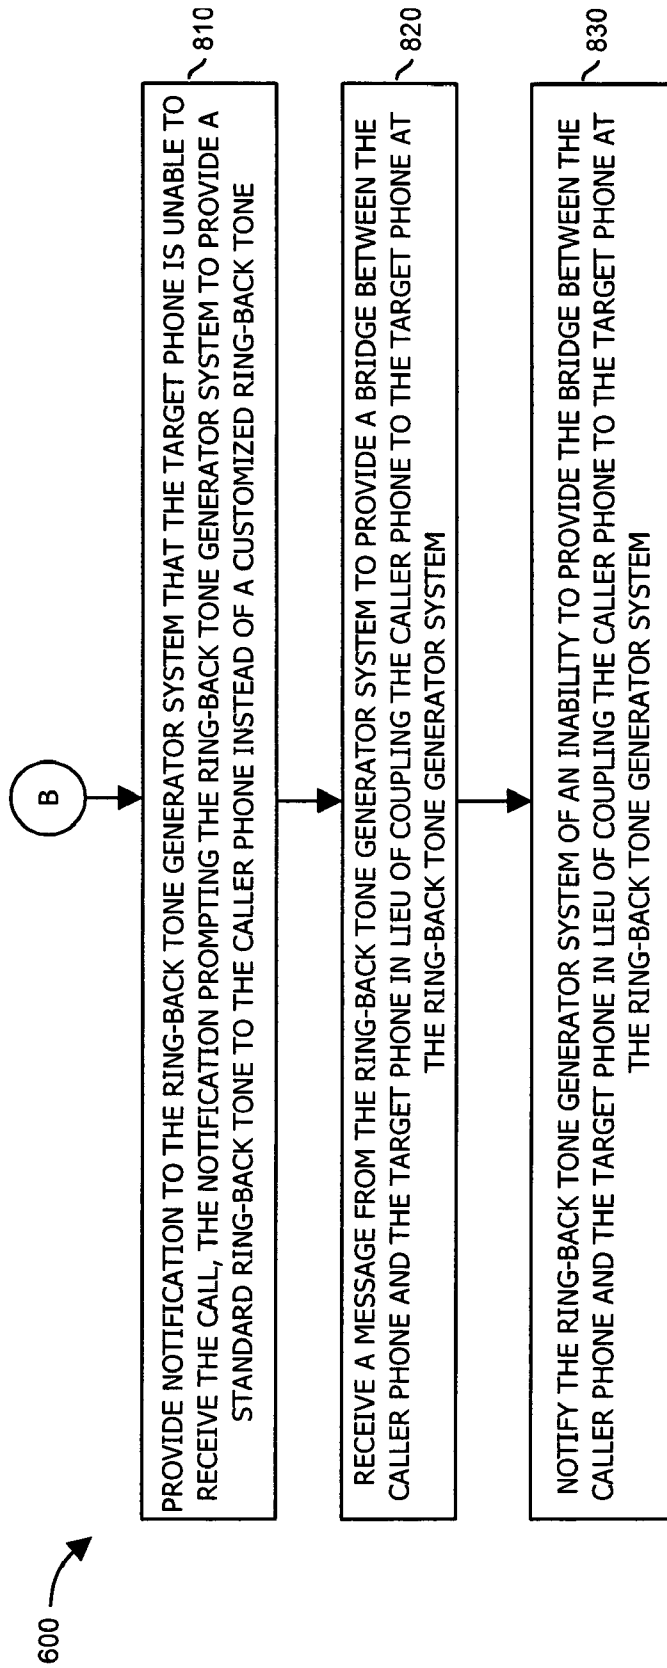 600
B
PROVIDE NOTIFICATION TO THE RING-BACK TONE GENERATOR SYSTEM THAT THE TARGET PHONE IS UNABLE TO
RECEIVE THE CALL, THE NOTIFICATION PROMPTING THE RING-BACK TONE GENERATOR SYSTEM TO PROVIDE A
STANDARD RING-BACK TONE TO THE CALLER PHONE INSTEAD OF A CUSTOMIZED RING-BACK TONE
810
RECEIVE A MESSAGE FROM THE RING-BACK TONE GENERATOR SYSTEM TO PROVIDE A BRIDGE BETWEEN THE
CALLER PHONE AND THE TARGET PHONE IN LIEU OF COUPLING THE CALLER PHONE TO THE TARGET PHONE AT
THE RING-BACK TONE GENERATOR SYSTEM
820
NOTIFY THE RING-BACK TONE GENERATOR SYSTEM OF AN INABILITY TO PROVIDE THE BRIDGE BETWEEN THE
CALLER PHONE AND THE TARGET PHONE IN LIEU OF COUPLING THE CALLER PHONE TO THE TARGET PHONE AT
THE RING-BACK TONE GENERATOR SYSTEM
830